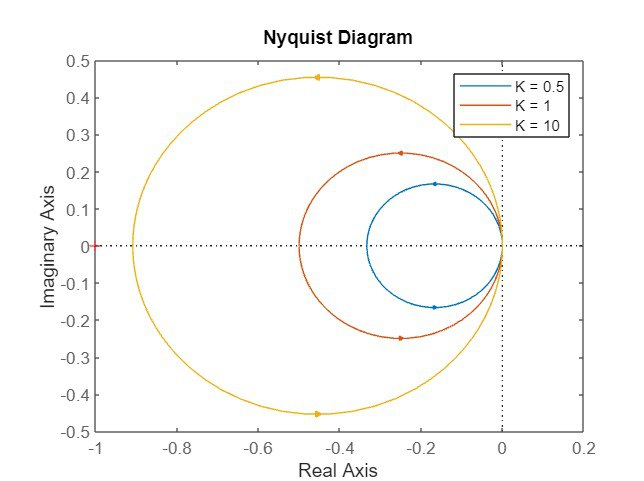 Nyquist Diagram
K = 0.5
K = 1
K = 10
Imaginary Axis
0.5
0.4
0.3
0.2
0.1
0
-0.1
-0.2
-0.3
-0.4
-0.5
-1 -0.8 -0.6 -0.4 -0.2 0 0.2
Real Axis